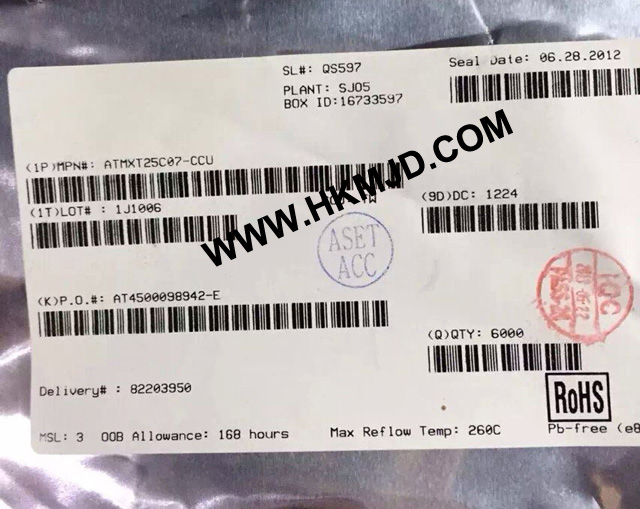 SL#: QS597
Seal Date: 06.28.2012
PLANT: SJ05
BOX ID:16733597
(1P)MPN#: ATMXT25C07-CCU
WWW.HKMJD.COM
(1T)LOT# : 1J1006
(9D)DC: 1224
ASET
ACC
IQC
(K)P.O.#: AT4500098942-E
(Q)QTY: 6000
Delivery# : 82203950
RoHS
MSL: 3 OOB Allowance: 168 hours
Max Reflow Temp: 260C
Pb-free (e8